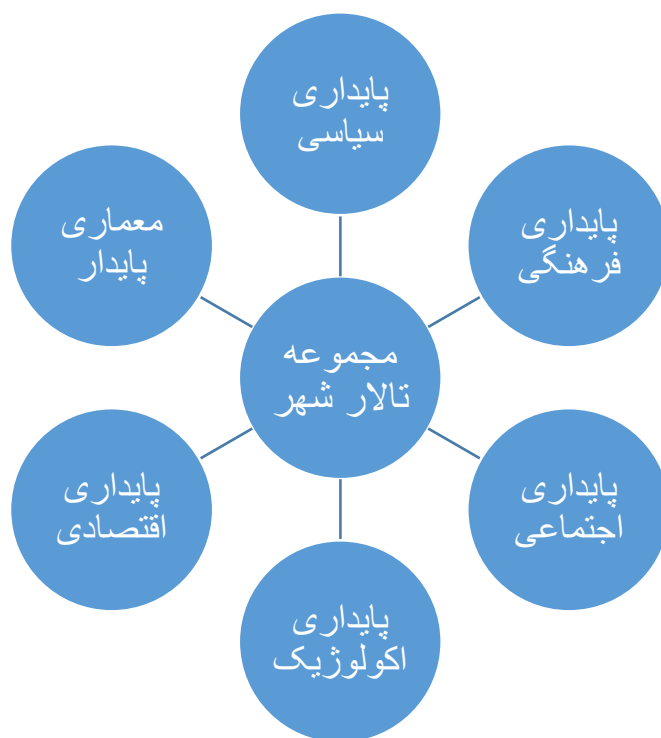 پایداری
سیاسی
پایداری
فرهنگی
معماری
پایدار
مجموعه
تالار شهر
پایداری
اجتماعی
پایداری
اقتصادی
پایداری
اکولوژیک